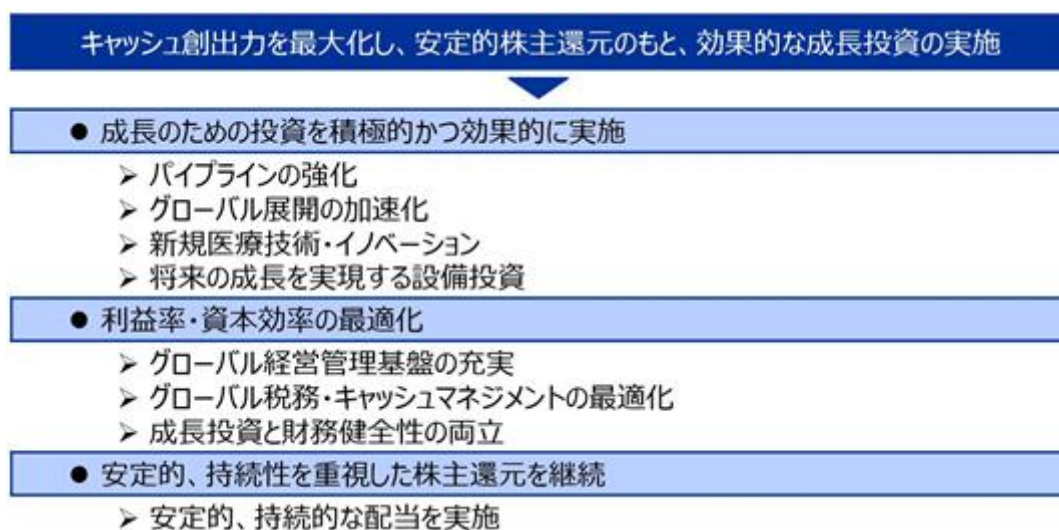 キャッシュ創出力を最大化し、安定的株主還元のもと、効果的な成長投資の実施
● 成長のための投資を積極的かつ効果的に実施
➢ パイプラインの強化
➢ グローバル展開の加速化
➢ 新規医療技術・イノベーション
➢ 将来の成長を実現する設備投資
● 利益率・資本効率の最適化
➢ グローバル経営管理基盤の充実
➢ グローバル税務・キャッシュマネジメントの最適化
➢ 成長投資と財務健全性の両立
● 安定的、持続性を重視した株主還元を継続
➢ 安定的、持続的な配当を実施